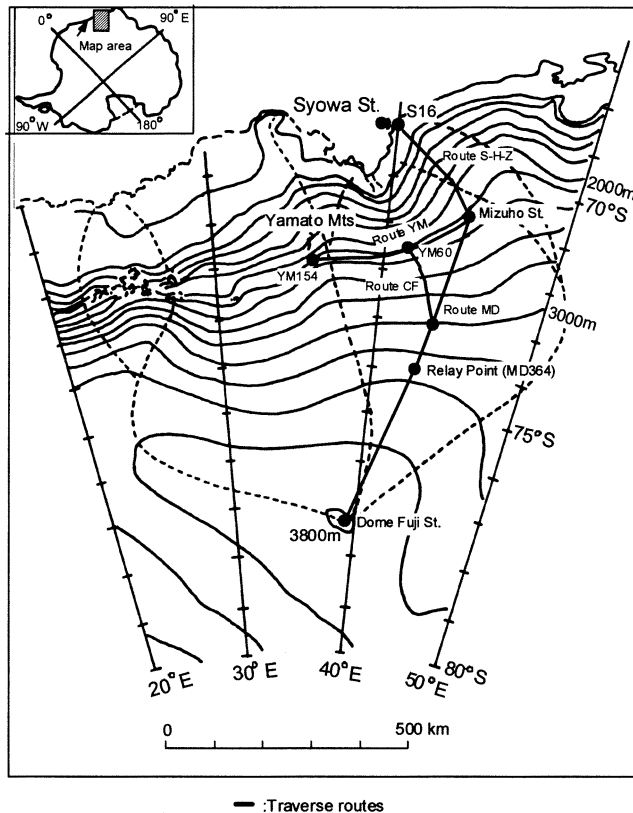 0°
90° E
Map area
90° W
180°
Syowa St.
S16
Route S-H-Z
2000m
70°S
Mizuho St.
Yamato Mts.
Route YM
YM60
YM154
Route CF
3000m
Route MD
Relay Point (MD364)
75°S
3800m
Dome Fuji St.
20°E
30°E
40°E
50°E
80°S
0
500 km
:Traverse routes